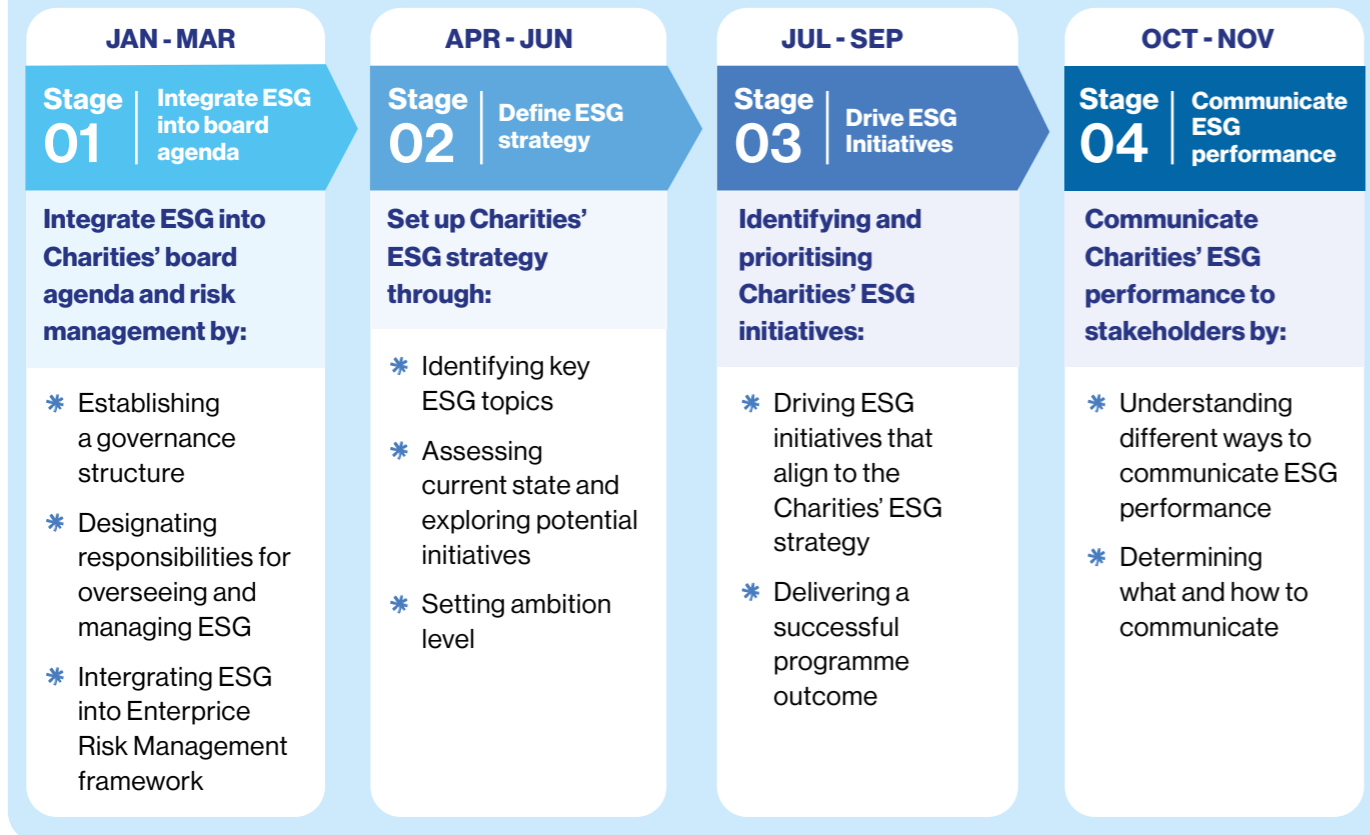 JAN - MAR
Stage
01
Integrate ESG
into board
agenda
Integrate ESG into
Charities’ board
agenda and risk
management by:
Establishing
a governance
structure
Designating
responsibilities for
overseeing and
managing ESG
Intergrating ESG
into Enterprice
Risk Management
framework
APR - JUN
Stage
02
Define ESG
strategy
Set up Charities’
ESG strategy
through:
Identifying key
ESG topics
Assessing
current state and
exploring potential
initiatives
Setting ambition
level
JUL - SEP
Stage
03
Drive ESG
Initiatives
Identifying and
prioritising
Charities’ ESG
initiatives:
Driving ESG
initiatives that
align to the
Charities’ ESG
strategy
Delivering a
successful
programme
outcome
OCT - NOV
Stage
04
Communicate
ESG
performance
Communicate
Charities’ ESG
performance to
stakeholders by:
Understanding
different ways to
communicate ESG
performance
Determining
what and how to
communicate